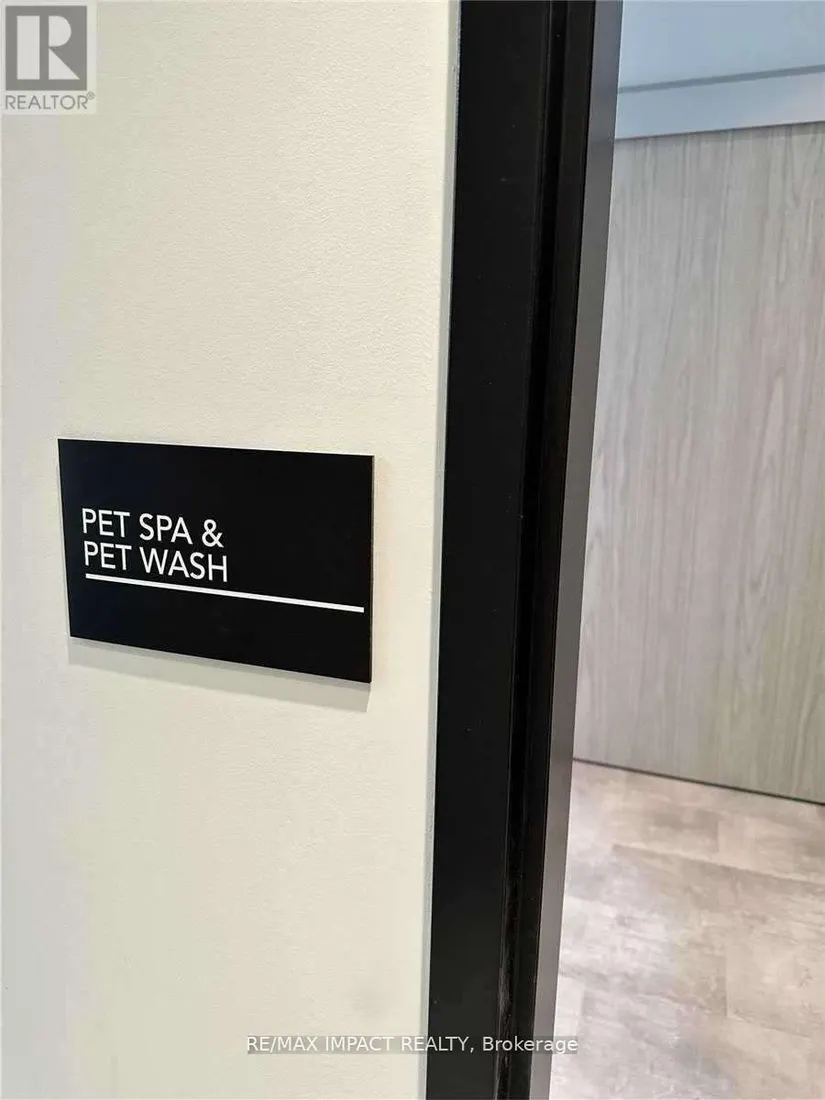 R
REALTOR®
PET SPA &
PET WASH
RE/MAX IMPACT REALTY, Brokerage